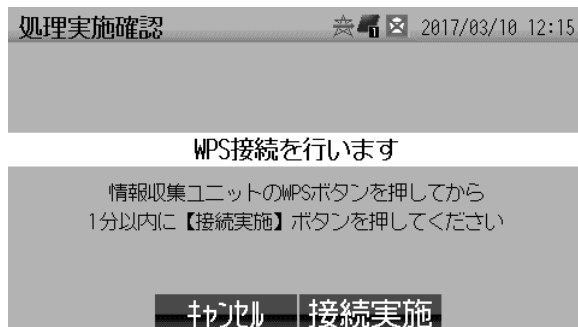 処理実施確認 1 2017/03/10 12:15
WPS接続を行います
情報収集ユニットのWPSボタンを押してから
1分以内に【接続実施】ボタンを押してください
ｷｬﾝｾﾙ 接続実施